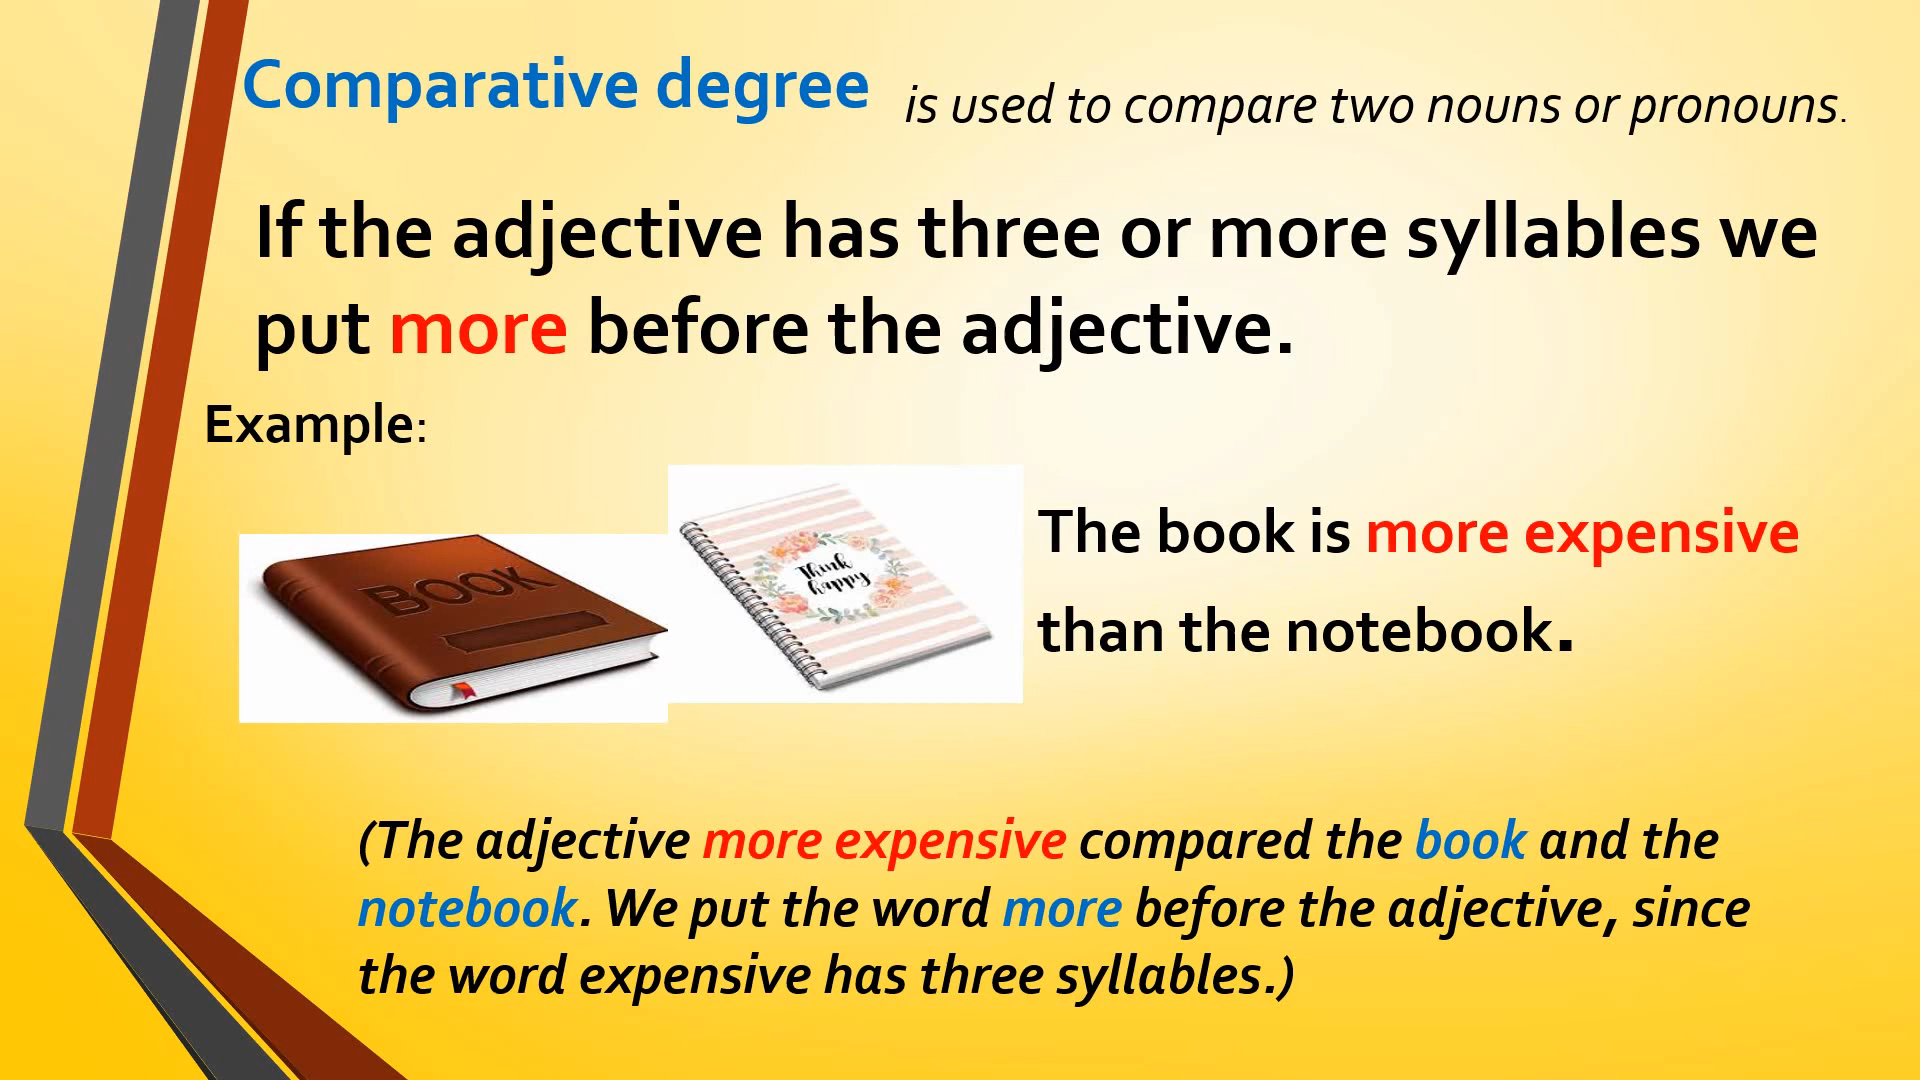 Comparative degree is used to compare two nouns or pronouns.
If the adjective has three or more syllables we
put more before the adjective.
Example:
BOOK
Think
happy
The book is more expensive
than the notebook.
(The adjective more expensive compared the book and the
notebook. We put the word more before the adjective, since
the word expensive has three syllables.)